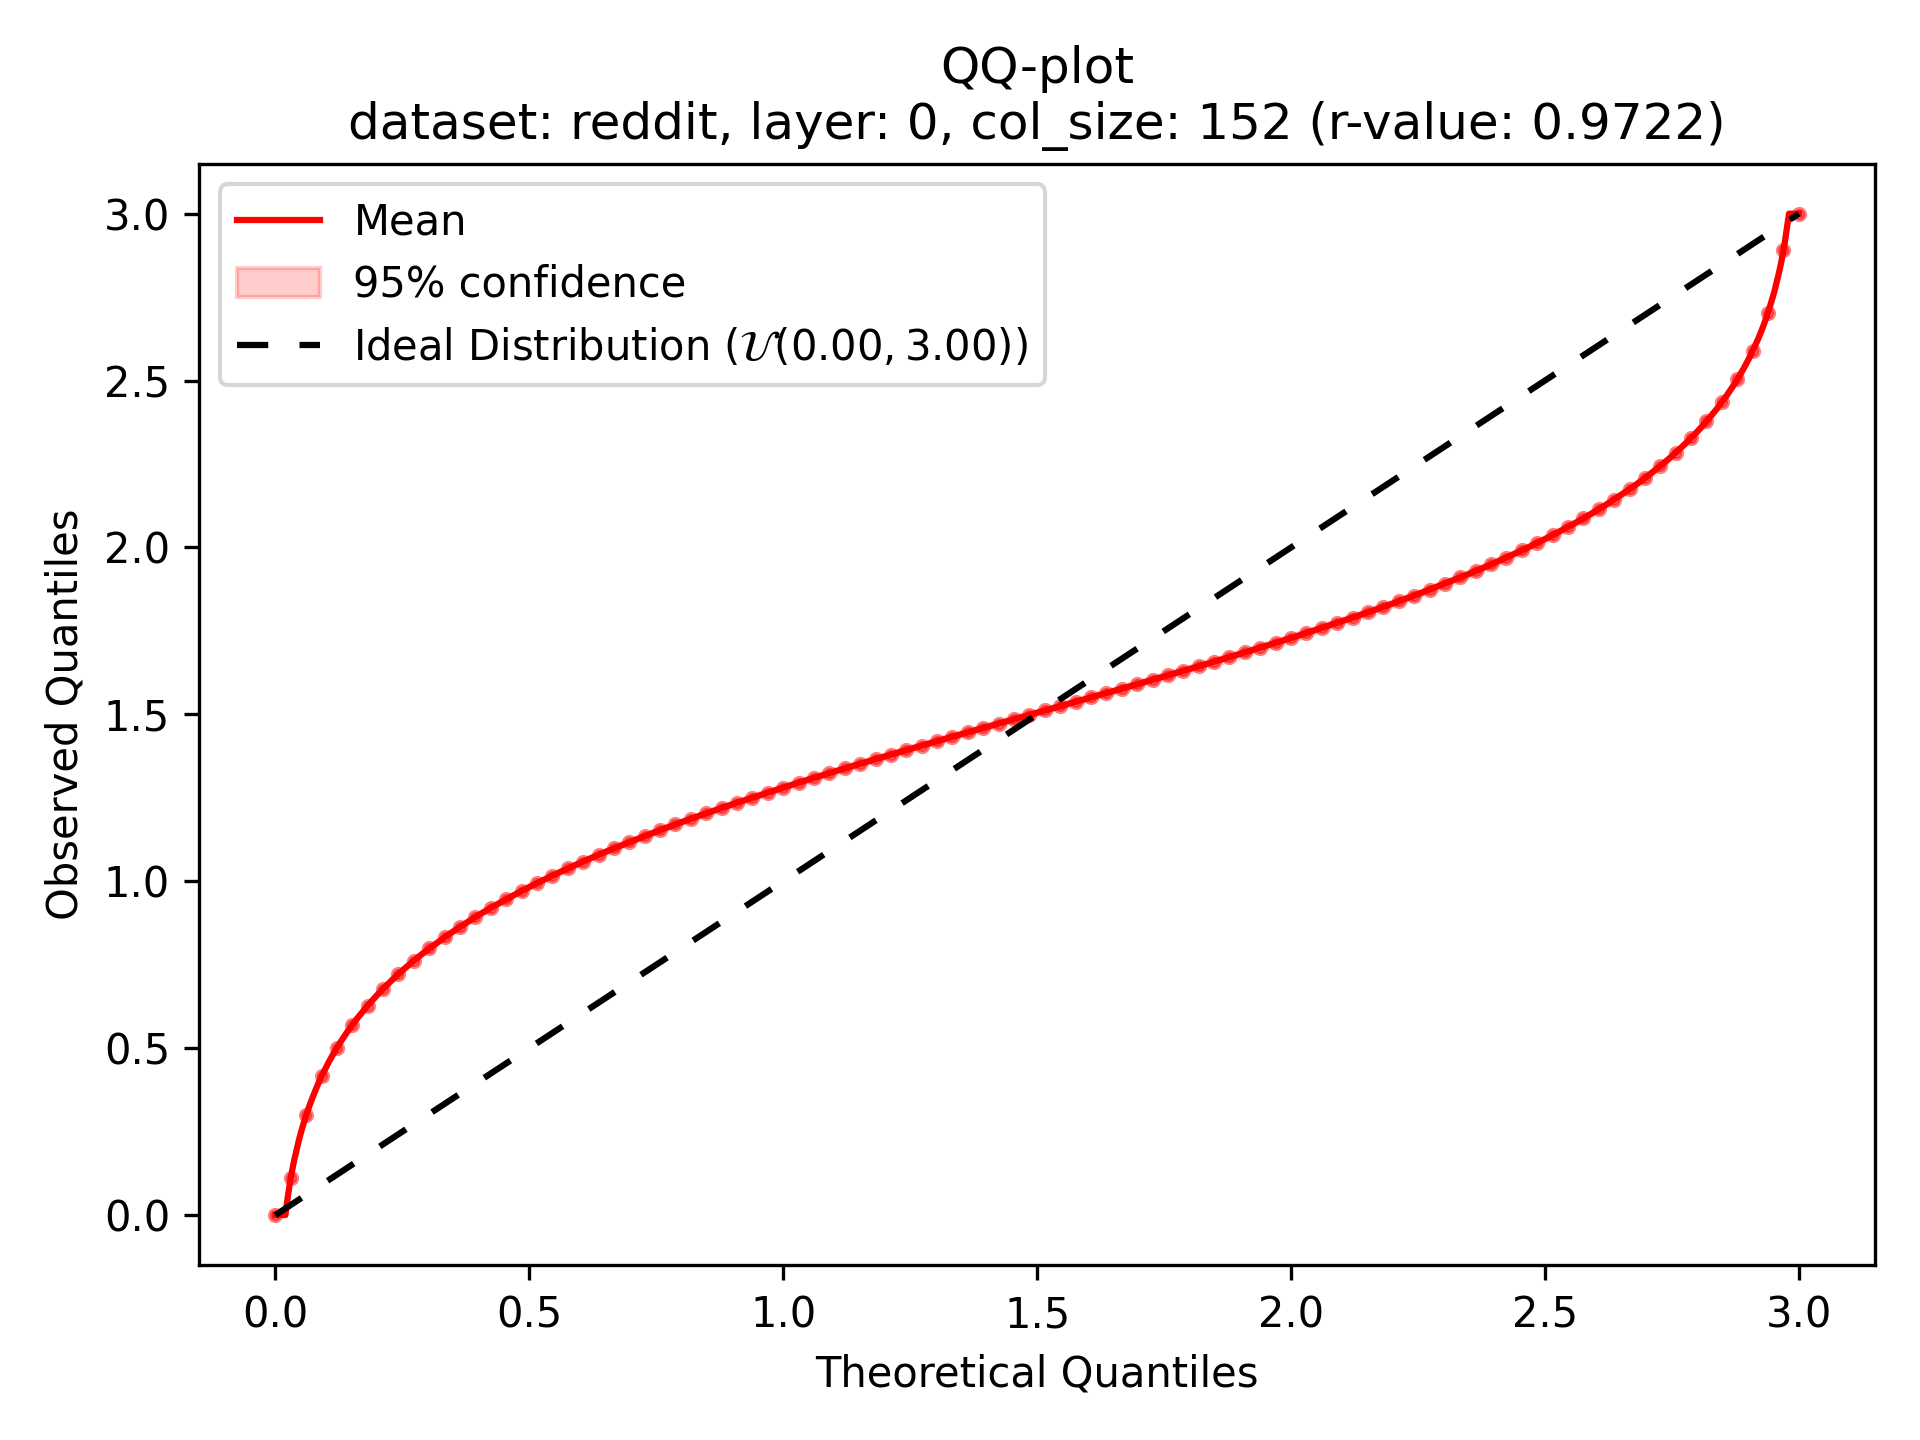 QQ-plot
dataset: reddit, layer: 0, col_size: 152 (r-value: 0.9722)
Mean
95% confidence
Ideal Distribution (𝒰(0.00, 3.00))
3.0
2.5
2.0
1.5
1.0
0.5
0.0
Observed Quantiles
0.0 0.5 1.0 1.5 2.0 2.5 3.0
Theoretical Quantiles